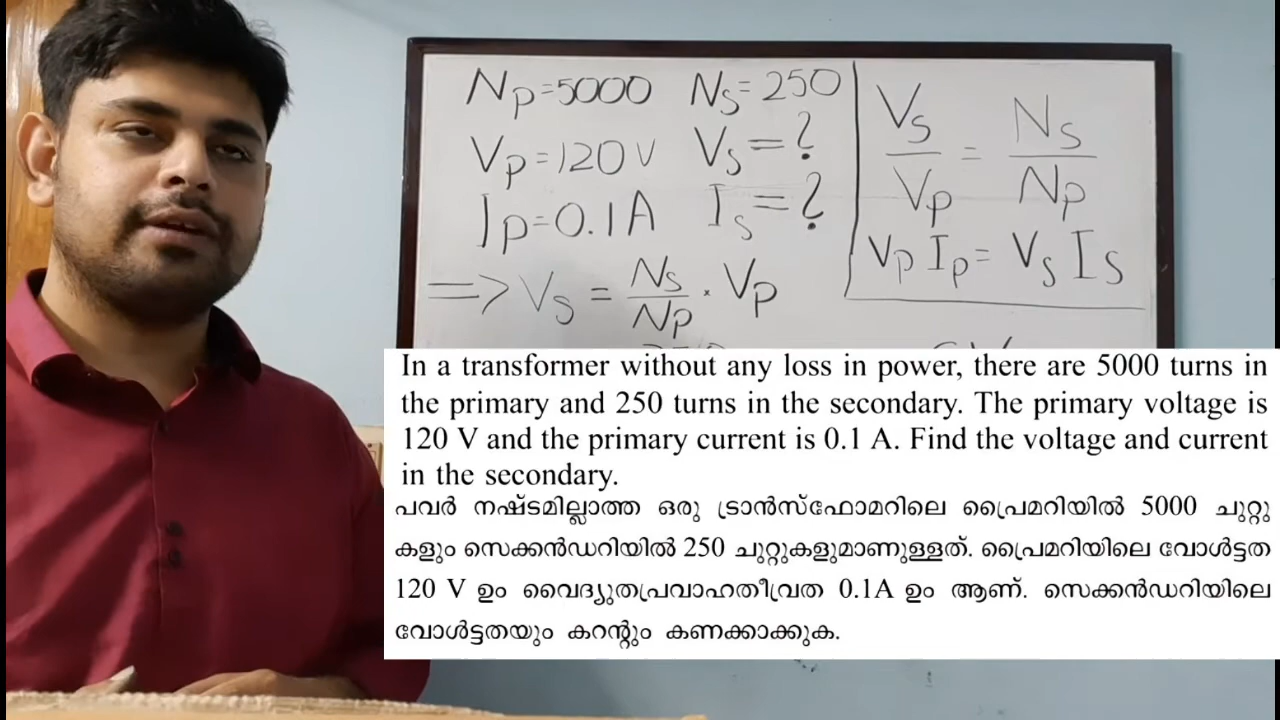 Np=5000 Ns=250
Vp=120V Vs=?
Ip=0.1A Is=?
=> Vs = Ns/Np . Vp
Vs/Vp = Ns/Np
VpIp= VsIs
In a transformer without any loss in power, there are 5000 turns in
the primary and 250 turns in the secondary. The primary voltage is
120 V and the primary current is 0.1 A. Find the voltage and current
in the secondary.
പവർ നഷ്ടമില്ലാത്ത ഒരു ട്രാൻസ്ഫോമറിലെ പ്രൈമറിയിൽ 5000 ചുറ്റു
കളും സെക്കൻഡറിയിൽ 250 ചുറ്റുകളുമാണുള്ളത്. പ്രൈമറിയിലെ വോൾട്ടത
120 V ഉം വൈദ്യുതപ്രവാഹതീവ്രത 0.1A ഉം ആണ്. സെക്കൻഡറിയിലെ
വോൾട്ടതയും കറന്റും കണക്കാക്കുക.